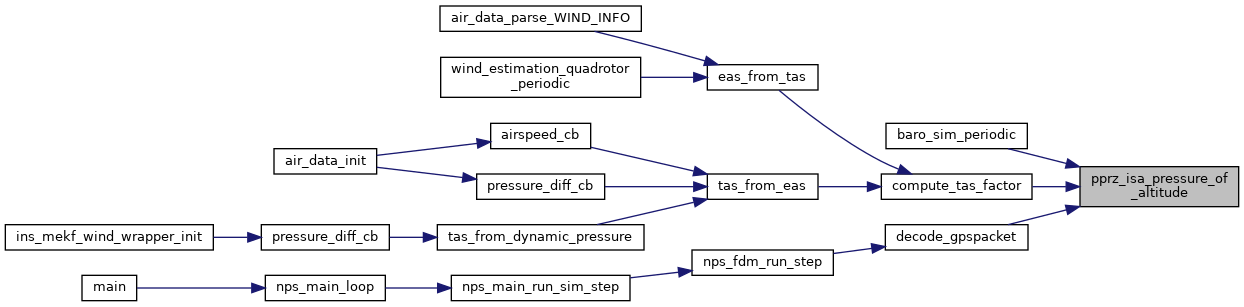 air_data_parse_WIND_INFO
wind_estimation_quadrotor
_periodic
eas_from_tas
airspeed_cb
baro_sim_periodic
air_data_init
pprz_isa_pressure_of
_altitude
pressure_diff_cb
tas_from_eas
compute_tas_factor
ins_mekf_wind_wrapper_init
pressure_diff_cb
tas_from_dynamic_pressure
decode_gpspacket
nps_fdm_run_step
main
nps_main_loop
nps_main_run_sim_step